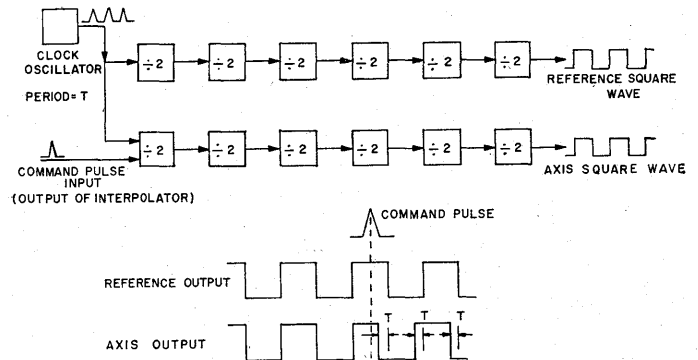 CLOCK
OSCILLATOR
PERIOD= T
÷ 2 ÷ 2 ÷ 2 ÷ 2 ÷ 2 ÷ 2
REFERENCE SQUARE
WAVE
÷ 2 ÷ 2 ÷ 2 ÷ 2 ÷ 2 ÷ 2
AXIS SQUARE WAVE
COMMAND PULSE
INPUT
(OUTPUT OF INTERPOLATOR)
COMMAND PULSE
REFERENCE OUTPUT
T T T
AXIS OUTPUT